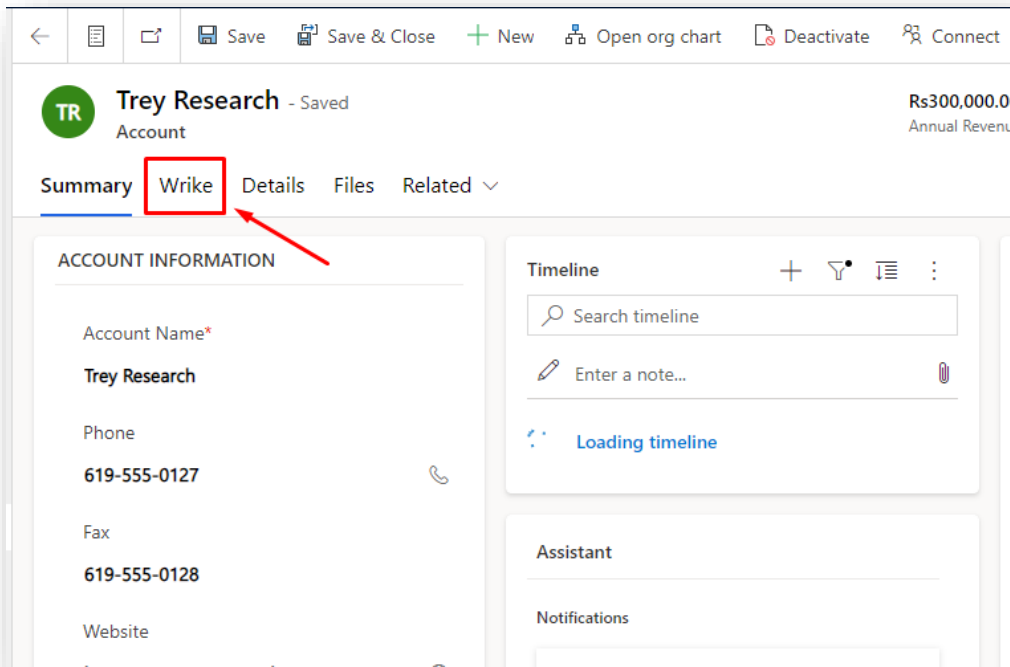 Save Save & Close New Open org chart Deactivate Connect
TR
Trey Research - Saved
Account
Rs300,000.0
Annual Revenu
Summary Wrike Details Files Related
ACCOUNT INFORMATION
Account Name*
Trey Research
Phone
619-555-0127
Fax
619-555-0128
Website
Timeline
Search timeline
Enter a note...
Loading timeline
Assistant
Notifications